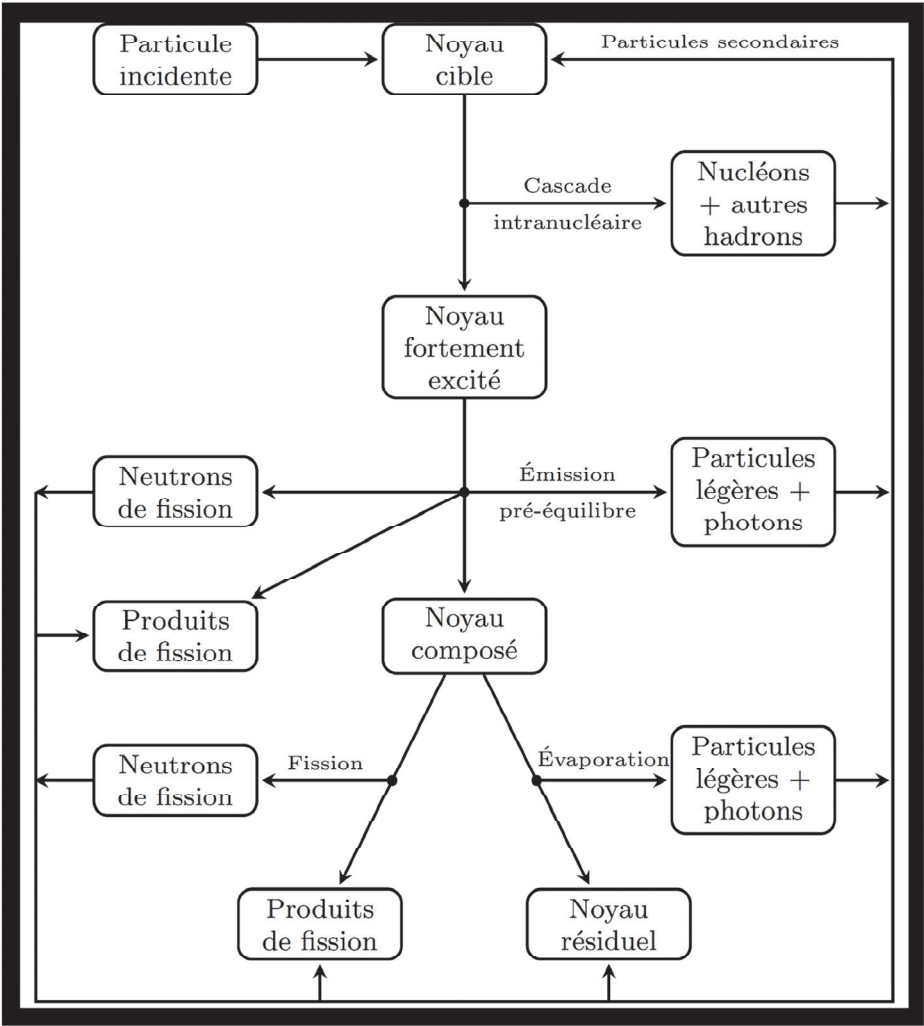 Particule
incidente
Noyau
cible
Particules secondaires
Cascade
intranucléaire
Nucléons
+ autres
hadrons
Noyau
fortement
excité
Neutrons
de fission
Émission
pré-équilibre
Particules
légères +
photons
Produits
de fission
Noyau
composé
Neutrons
de fission
Fission
Évaporation
Particules
légères +
photons
Produits
de fission
Noyau
résiduel